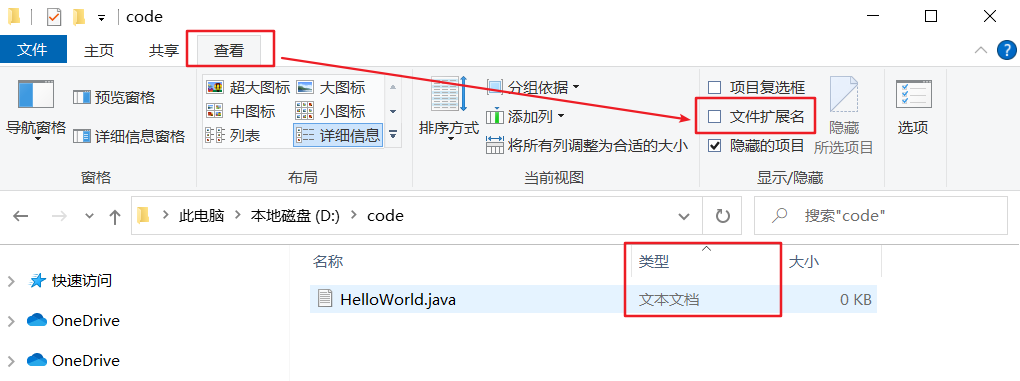 code
文件 主页 共享 查看
导航窗格 预览窗格 详细信息窗格
窗格
超大图标 大图标
中图标 小图标
列表 详细信息
布局
排序方式 分组依据
添加列
将所有列调整为合适的大小
当前视图
项目复选框
文件扩展名
隐藏的项目
隐藏
所选项目
显示/隐藏
选项
此电脑 本地磁盘 (D:) code
搜索"code"
名称 类型 大小
HelloWorld.java 文本文档 0 KB
快速访问
OneDrive
OneDrive